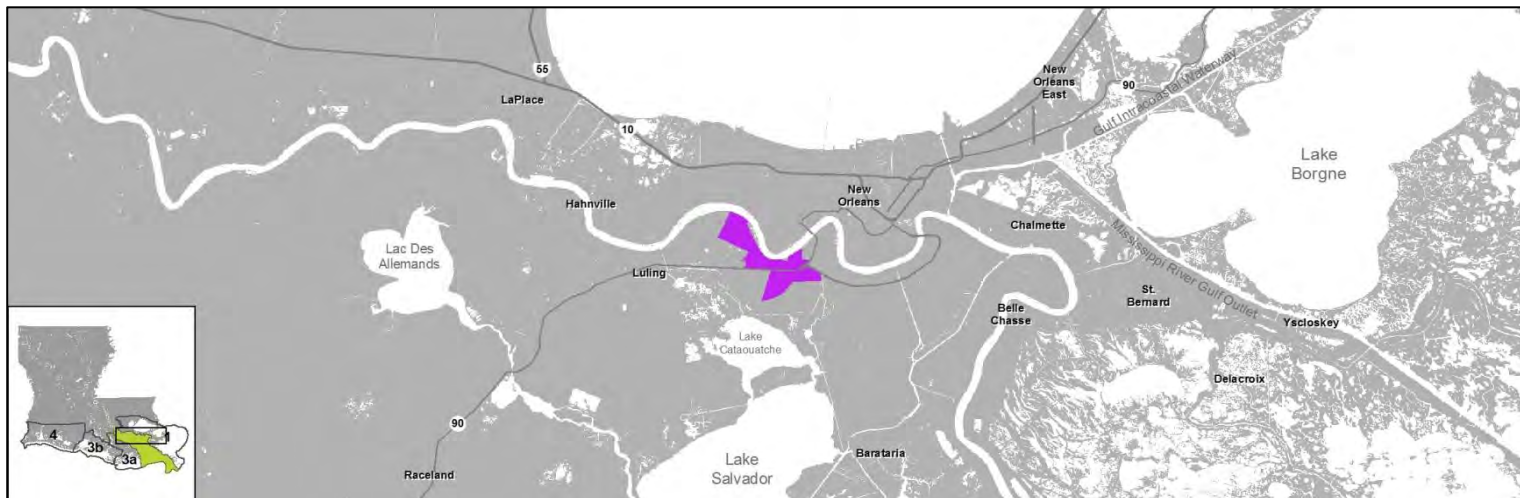 New
Orleans
East
90
Gulf Intracoastal Waterway
55
LaPlace
10
Lake
Borgne
New
Orleans
Hahnville
Chalmette
Lac Des
Allemands
Luling
Mississippi River Gulf Outlet
St.
Bernard
Belle
Chasse
Yscloskey
Lake
Cataouatche
Delacroix
90
Barataria
Raceland
Lake
Salvador
4
3b
3a
1